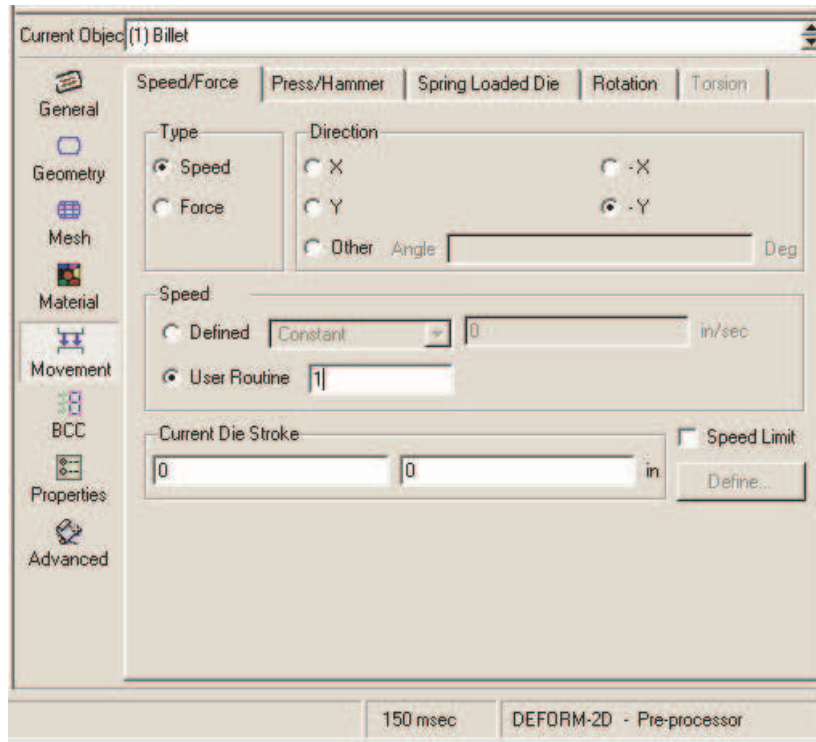 Current Objec (1) Billet
General
Geometry
Mesh
Material
Movement
BCC
Properties
Advanced
Speed/Force Press/Hammer Spring Loaded Die Rotation Torsion
Type
Speed
Force
Direction
X -X
Y -Y
Other Angle Deg
Speed
Defined Constant 0 in/sec
User Routine 1
Current Die Stroke
0 0 in
Speed Limit
Define...
150 msec DEFORM-2D - Pre-processor